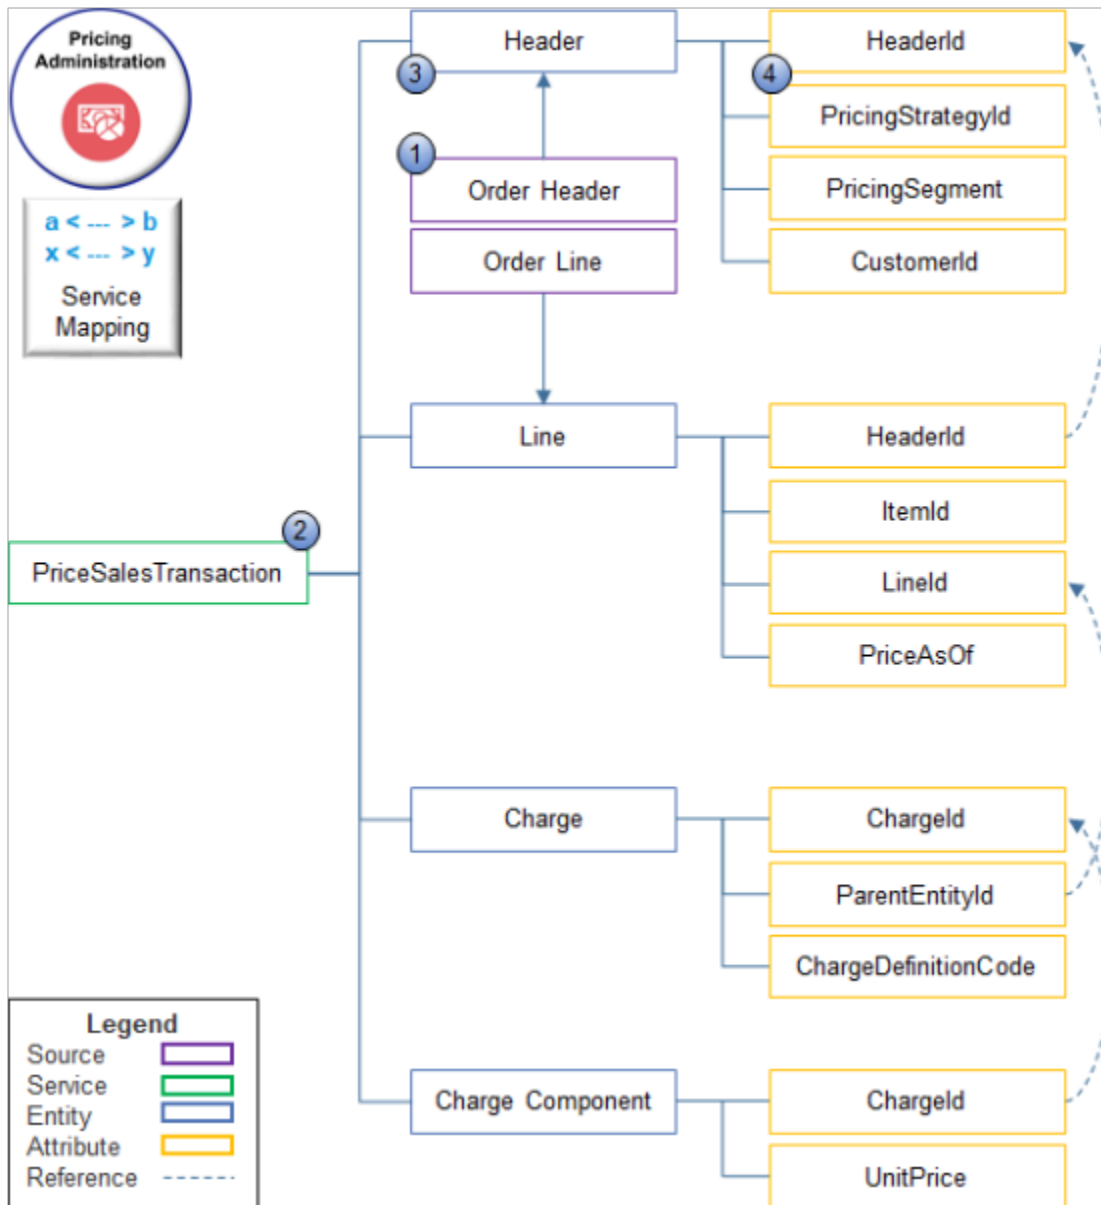 Pricing
Administration
a < --- > b
x < --- > y
Service
Mapping
Header
3
HeaderId
4
PricingStrategyId
1
Order Header
PricingSegment
Order Line
CustomerId
Line
HeaderId
ItemId
2
PriceSalesTransaction
LineId
PriceAsOf
Charge
ChargeId
ParentEntityId
ChargeDefinitionCode
Charge Component
ChargeId
UnitPrice
Legend
Source
Service
Entity
Attribute
Reference